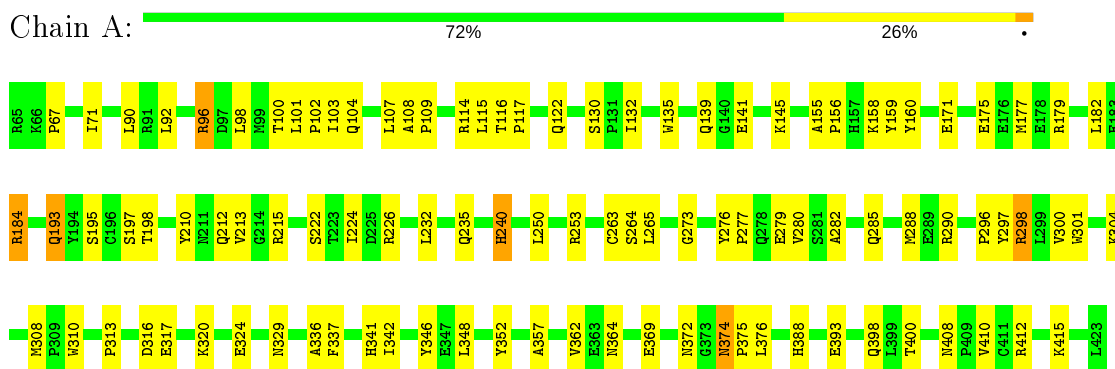 Chain A:
72% 26% •
R65 K66 P67 I71 L90 R91 L92 R96 D97 L98 M99 T100 L101 P102 I103 Q104 L107 A108 P109 R114 L115 T116 P117 Q122 S130 P131 I132 W135 Q139 G140 E141 K145 A155 P156 H157 K158 Y159 Y160 E171 E175 E176 M177 E178 R179 L182 E183
R184 Q193 Y194 S195 C196 S197 T198 Y210 N211 Q212 V213 G214 R215 S222 T223 I224 D225 R226 L232 Q235 H240 L250 R253 C263 S264 L265 G273 Y276 P277 Q278 E279 V280 S281 A282 Q285 M288 E289 R290 P296 Y297 R298 L299 V300 W301 K304
M308 P309 W310 P313 D316 E317 K320 E324 N329 A336 F337 H341 I342 Y346 E347 L348 Y352 A357 V362 E363 N364 E369 N372 G373 N374 P375 L376 H388 E393 Q398 L399 T400 N408 P409 V410 C411 R412 K415 L423